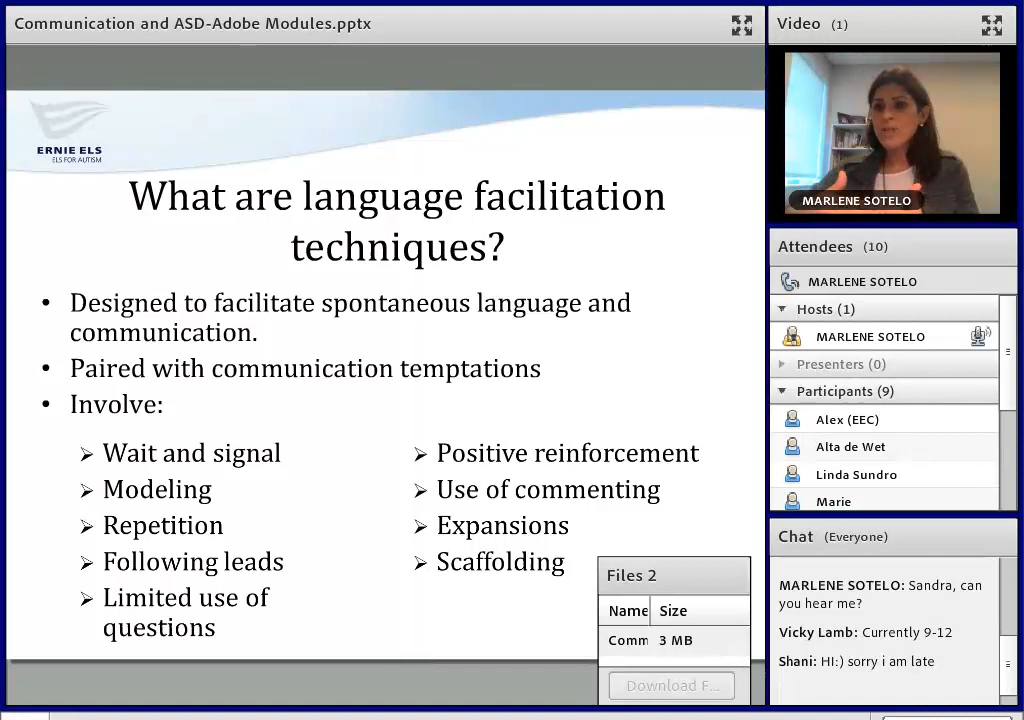 Communication and ASD-Adobe Modules.pptx
ERNIE ELS
ELS FOR AUTISM
What are language facilitation
techniques?
• Designed to facilitate spontaneous language and
communication.
• Paired with communication temptations
• Involve:
➢ Wait and signal
➢ Modeling
➢ Repetition
➢ Following leads
➢ Limited use of
questions
➢ Positive reinforcement
➢ Use of commenting
➢ Expansions
➢ Scaffolding
Files 2
Name Size
Comm 3 MB
Download F...
Video (1)
MARLENE SOTELO
Attendees (10)
MARLENE SOTELO
Hosts (1)
MARLENE SOTELO
Presenters (0)
Participants (9)
Alex (EEC)
Alta de Wet
Linda Sundro
Marie
Chat (Everyone)
MARLENE SOTELO: Sandra, can
you hear me?
Vicky Lamb: Currently 9-12
Shani: HI:) sorry i am late